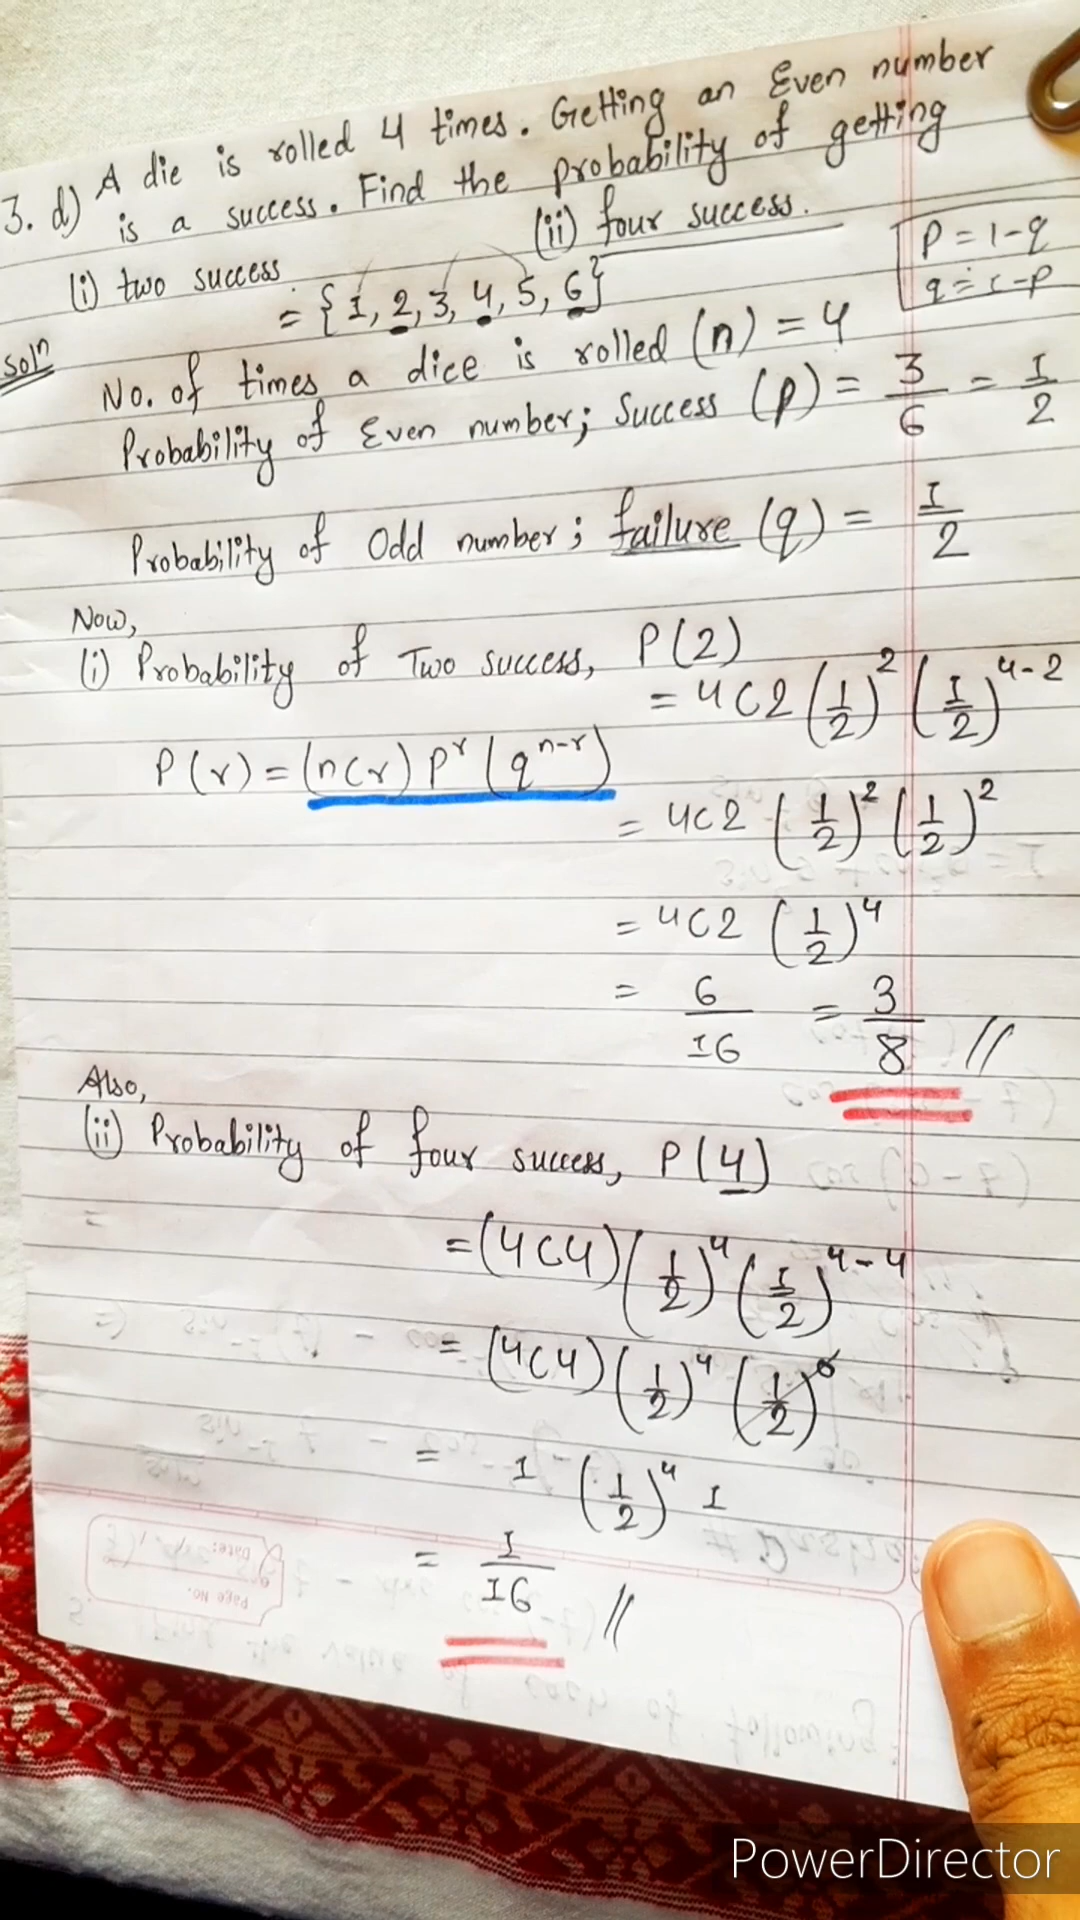 3. d) A die is rolled 4 times. Getting an Even number
is a success. Find the probability of getting
(i) two success (ii) four success.
P = 1-q
q = 1-p
Soln = {1, 2, 3, 4, 5, 6}
No. of times a dice is rolled (n) = 4
Probability of Even number; Success (p) = 3/6 = 1/2
Probability of Odd number; failure (q) = 1/2
Now,
(i) Probability of Two success, P(2)
= 4C2 (1/2)^2 (1/2)^4-2
P(r) = (nCr) P^r (q^n-r)
= 4C2 (1/2)^2 (1/2)^2
= 4C2 (1/2)^4
= 6/16 = 3/8 //
Also,
(ii) Probability of four success, P(4)
= (4C4) (1/2)^4 (1/2)^4-4
= (4C4) (1/2)^4 (1/2)^0
= 1 (1/2)^4 1
= 1/16 //
Date:
Page No.
PowerDirector